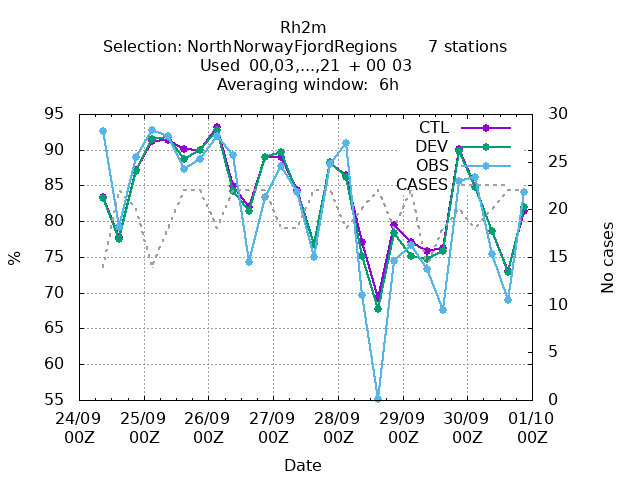 Rh2m
Selection: NorthNorwayFjordRegions 7 stations
Used 00,03,...,21 + 00 03
Averaging window: 6h
95 30
90 25
85 20
80 15
75 10
70 5
65 0
60
55
CTL
DEV
OBS
CASES
%
No cases
24/09 25/09 26/09 27/09 28/09 29/09 30/09 01/10
00Z 00Z 00Z 00Z 00Z 00Z 00Z 00Z
Date